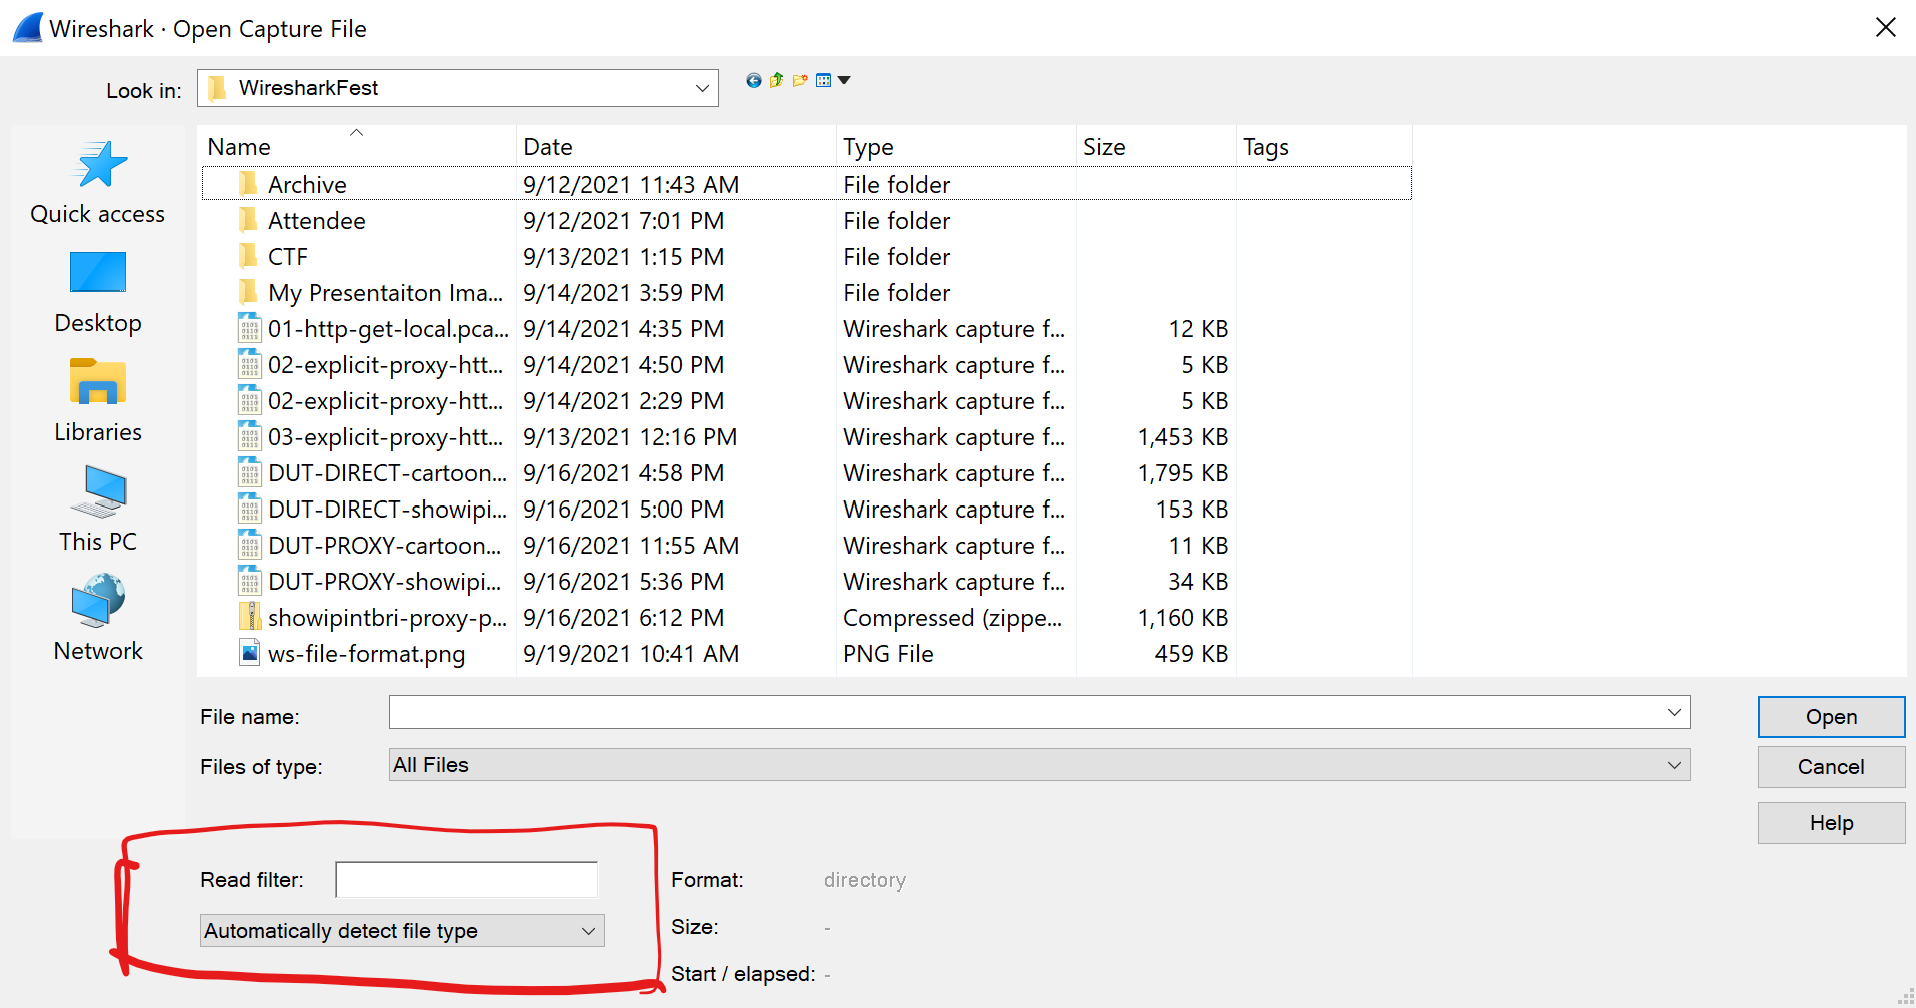 Wireshark · Open Capture File
Look in: WiresharkFest
Quick access
Desktop
Libraries
This PC
Network
Name Date Type Size Tags
Archive 9/12/2021 11:43 AM File folder
Attendee 9/12/2021 7:01 PM File folder
CTF 9/13/2021 1:15 PM File folder
My Presentaiton Ima... 9/14/2021 3:59 PM File folder
01-http-get-local.pca... 9/14/2021 4:35 PM Wireshark capture f... 12 KB
02-explicit-proxy-htt... 9/14/2021 4:50 PM Wireshark capture f... 5 KB
02-explicit-proxy-htt... 9/14/2021 2:29 PM Wireshark capture f... 5 KB
03-explicit-proxy-htt... 9/13/2021 12:16 PM Wireshark capture f... 1,453 KB
DUT-DIRECT-cartoon... 9/16/2021 4:58 PM Wireshark capture f... 1,795 KB
DUT-DIRECT-showipi... 9/16/2021 5:00 PM Wireshark capture f... 153 KB
DUT-PROXY-cartoon... 9/16/2021 11:55 AM Wireshark capture f... 11 KB
DUT-PROXY-showipi... 9/16/2021 5:36 PM Wireshark capture f... 34 KB
showipintbri-proxy-p... 9/16/2021 6:12 PM Compressed (zippe... 1,160 KB
ws-file-format.png 9/19/2021 10:41 AM PNG File 459 KB
File name: Open
Files of type: All Files Cancel
Help
Read filter: Format: directory
Automatically detect file type Size: -
Start / elapsed: -